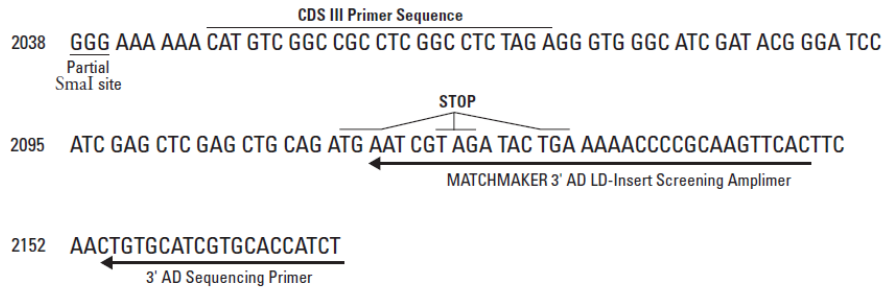 CDS III Primer Sequence
2038 GGG AAA AAA CAT GTC GGC CGC CTC GGC CTC TAG AGG GTG GGC ATC GAT ACG GGA TCC
Partial
SmaI site
STOP
2095 ATC GAG CTC GAG CTG CAG ATG AAT CGT AGA TAC TGA AAAACCCCGCAAGTTCACTTC
MATCHMAKER 3' AD LD-Insert Screening Amplimer
2152 AACTGTGCATCGTGCACCATCT
3' AD Sequencing Primer